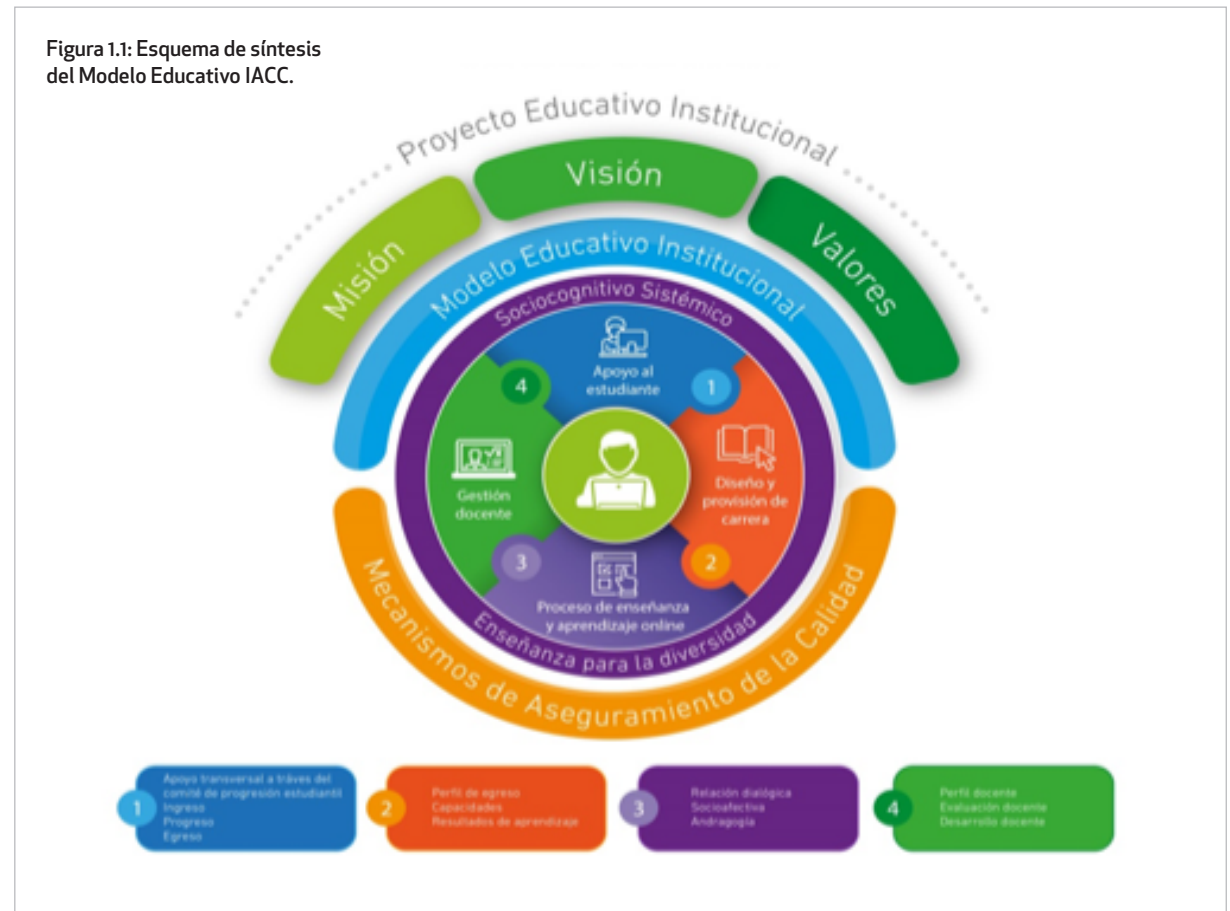 Figura 1.1: Esquema de síntesis
del Modelo Educativo IACC.
Proyecto Educativo Institucional
Misión
Visión
Valores
Modelo Educativo Institucional
Sociocognitivo Sistémico
Apoyo al
estudiante
1
4
Gestión
docente
Diseño y
provisión de
carrera
3
2
Proceso de enseñanza
y aprendizaje online
Enseñanza para la diversidad
Mecanismos de Aseguramiento de la Calidad
1
Apoyo transversal a tráves del
comité de progresión estudiantil
Ingreso
Progreso
Egreso
2
Perfil de egreso
Capacidades
Resultados de aprendizaje
3
Relación dialógica
Socioafectiva
Andragogía
4
Perfil docente
Evaluación docente
Desarrollo docente